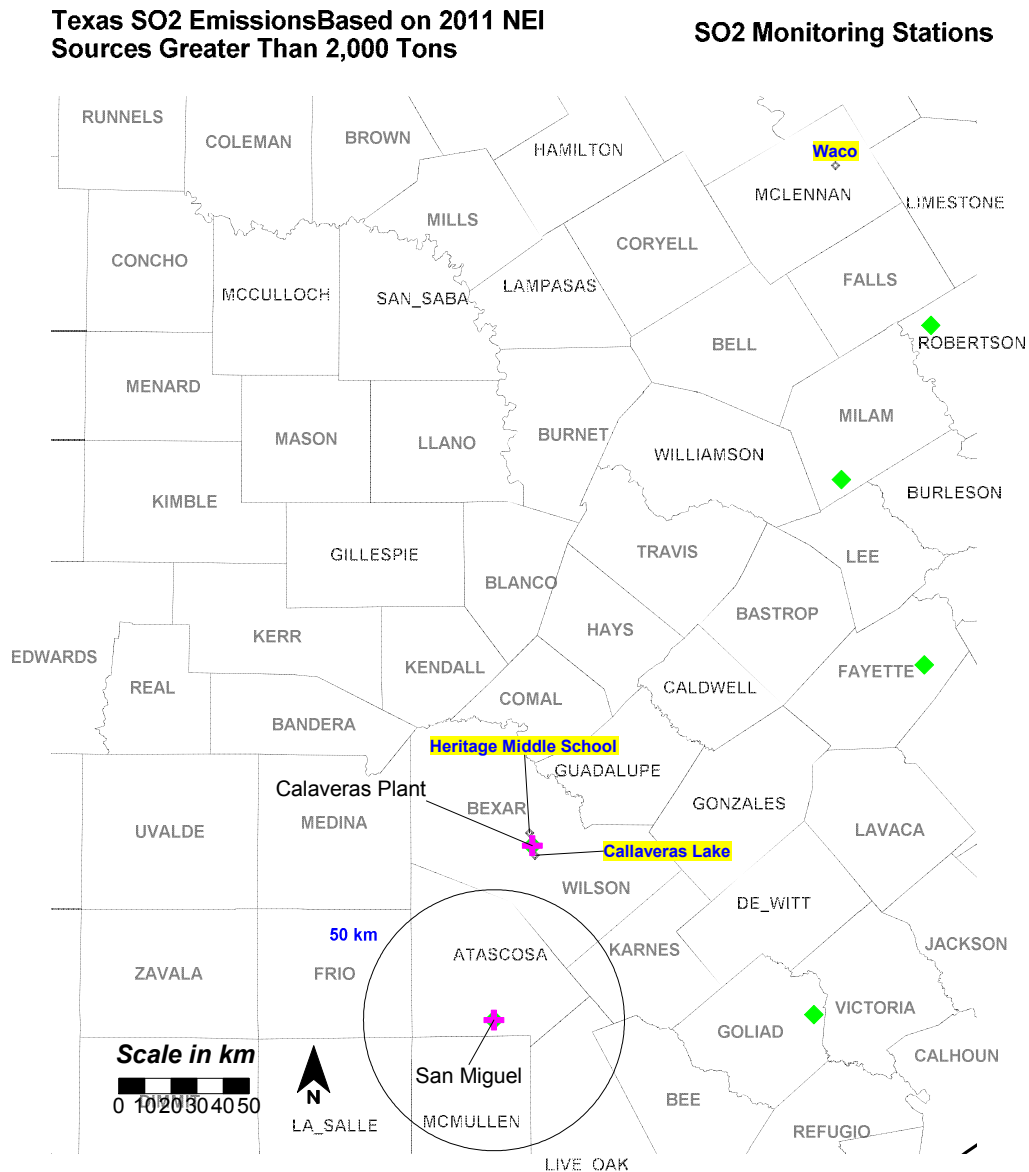 Texas SO2 EmissionsBased on 2011 NEI
Sources Greater Than 2,000 Tons
SO2 Monitoring Stations
RUNNELS
COLEMAN
BROWN
HAMILTON
Waco
MCLENNAN
LIMESTONE
MILLS
CORYELL
CONCHO
FALLS
MCCULLOCH
SAN_SABA
LAMPASAS
BELL
ROBERTSON
MENARD
MILAM
MASON
LLANO
BURNET
WILLIAMSON
BURLESON
KIMBLE
GILLESPIE
TRAVIS
LEE
BLANCO
BASTROP
KERR
HAYS
EDWARDS
REAL
KENDALL
CALDWELL
FAYETTE
COMAL
BANDERA
Heritage Middle School
GUADALUPE
Calaveras Plant
BEXAR
GONZALES
UVALDE
MEDINA
LAVACA
Callaveras Lake
WILSON
DE_WITT
50 km
ATASCOSA
KARNES
JACKSON
ZAVALA
FRIO
VICTORIA
GOLIAD
Scale in km
CALHOUN
San Miguel
DIMMIT
0 10 20 30 40 50
N
BEE
LA_SALLE
MCMULLEN
REFUGIO
LIVE_OAK